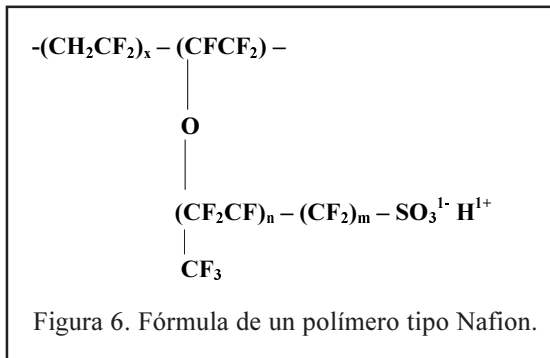 -(CH₂CF₂)ₓ – (CFCF₂) –
O
(CF₂CF)ₙ – (CF₂)ₘ – SO₃¹⁻ H¹⁺
CF₃
Figura 6. Fórmula de un polímero tipo Nafion.